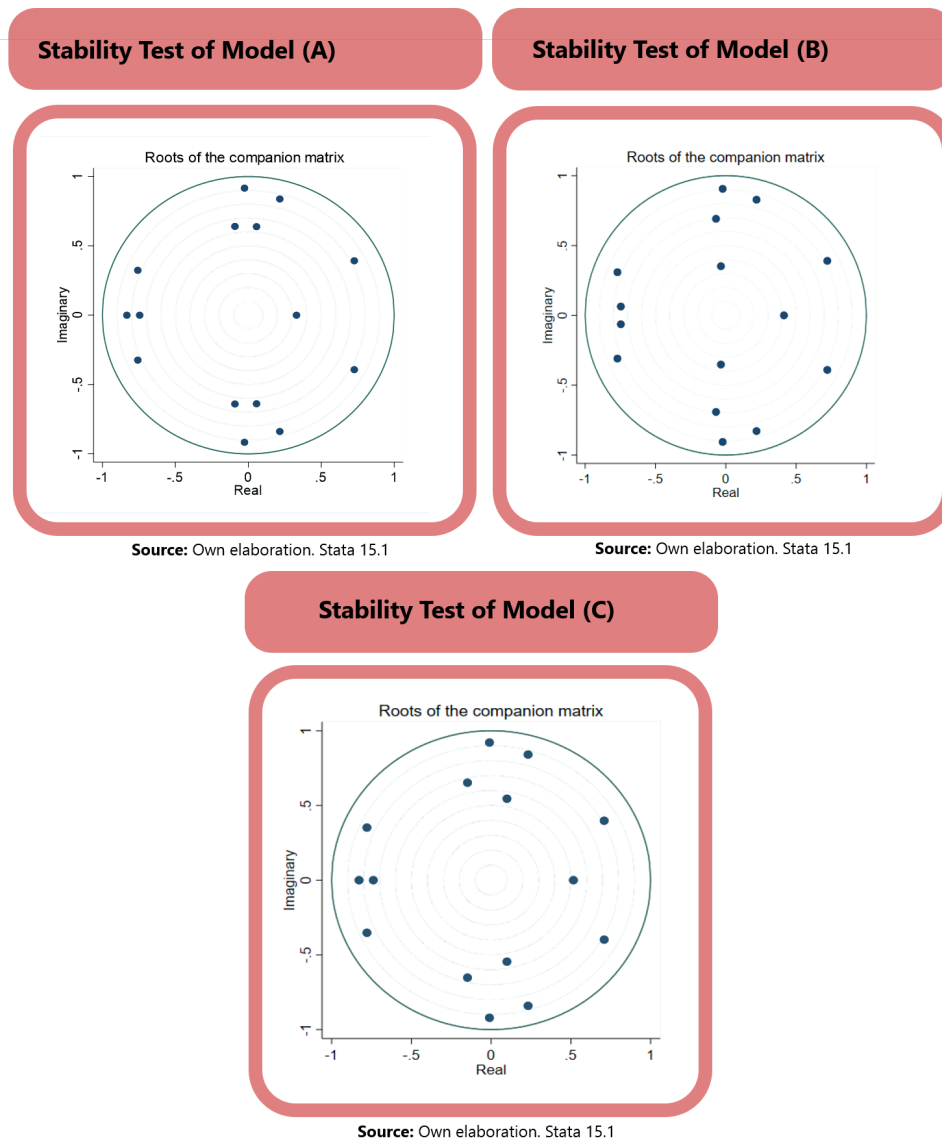 Stability Test of Model (A)
Roots of the companion matrix
1
.5
0
-.5
-1
Imaginary
-1
-.5
0
.5
1
Real
Source: Own elaboration. Stata 15.1
Stability Test of Model (B)
Roots of the companion matrix
1
.5
0
-.5
-1
Imaginary
-1
-.5
0
.5
1
Real
Source: Own elaboration. Stata 15.1
Stability Test of Model (C)
Roots of the companion matrix
1
.5
0
-.5
-1
Imaginary
-1
-.5
0
.5
1
Real
Source: Own elaboration. Stata 15.1